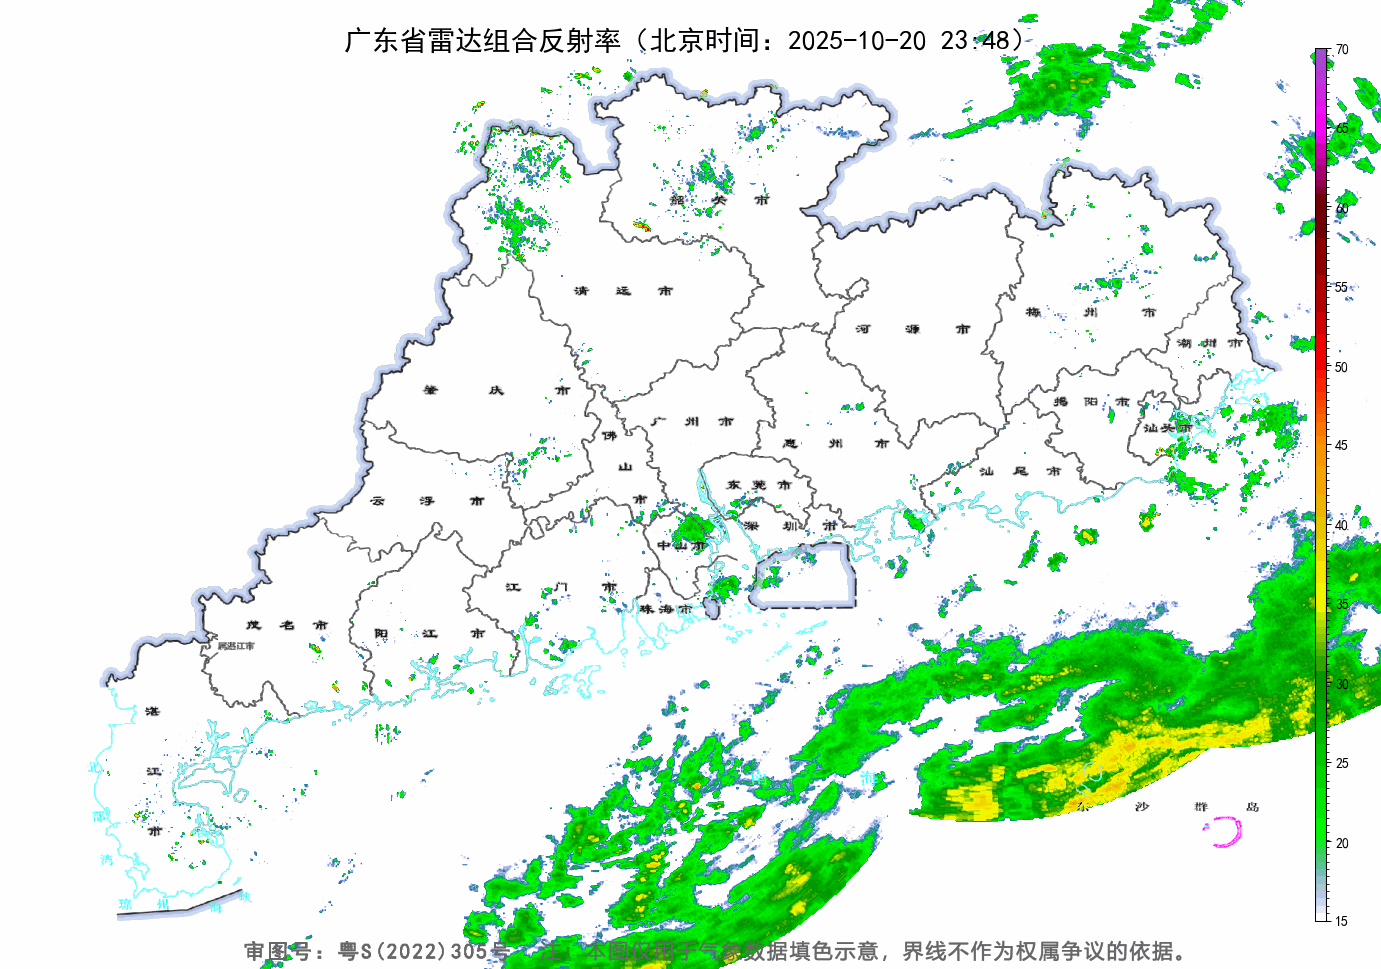 广东省雷达组合反射率（北京时间：2025-10-20 23:48）
70
65
60
55
50
45
40
35
30
25
20
15
韶关市
清远市
河源市
梅州市
潮州市
肇庆市
广州市
揭阳市
汕头市
佛山市
惠州市
汕尾市
云浮市
东莞市
深圳市
中山市
江门市
珠海市
茂名市
阳江市
属湛江市
湛江市
北部湾
南海
东沙群岛
琼州海峡
审图号：粤S(2022)305号 注：本图仅用于气象数据填色示意，界线不作为权属争议的依据。